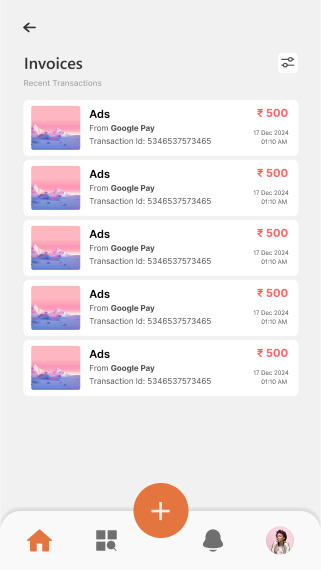 Invoices
Recent Transactions
Ads
₹ 500
From Google Pay
17 Dec 2024
Transaction Id: 5346537573465
01:10 AM
Ads
₹ 500
From Google Pay
17 Dec 2024
Transaction Id: 5346537573465
01:10 AM
Ads
₹ 500
From Google Pay
17 Dec 2024
Transaction Id: 5346537573465
01:10 AM
Ads
₹ 500
From Google Pay
17 Dec 2024
Transaction Id: 5346537573465
01:10 AM
Ads
₹ 500
From Google Pay
17 Dec 2024
Transaction Id: 5346537573465
01:10 AM